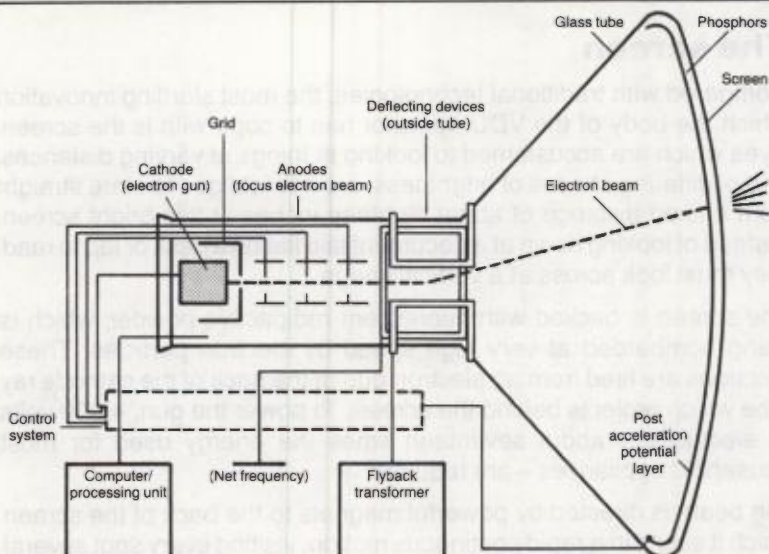 Glass tube
Phosphors
Screen
Deflecting devices
(outside tube)
Grid
Cathode
(electron gun)
Anodes
(focus electron beam)
Electron beam
Control
system
Post
acceleration
potential
layer
Computer/
processing unit
(Net frequency)
Flyback
transformer